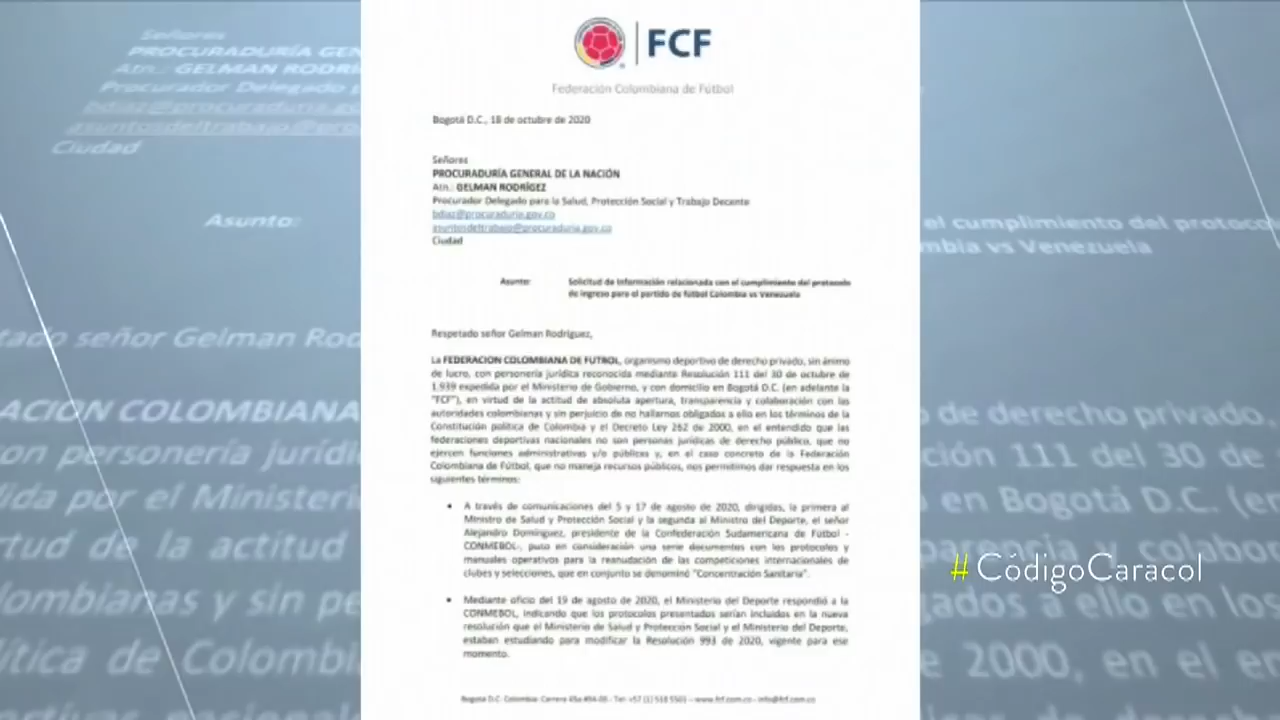 FCF
Federación Colombiana de Fútbol
Bogotá D.C., 18 de octubre de 2020
Señores
PROCURADURÍA GENERAL DE LA NACIÓN
Atn.: GELMAN RODRÍGEZ
Procurador Delegado para la Salud, Protección Social y Trabajo Decente
bdiaz@procuraduria.gov.co
asuntosdeltrabajo@procuraduria.gov.co
Ciudad
Asunto: Solicitud de información relacionada con el cumplimiento del protocolo
de ingreso para el partido de fútbol Colombia vs Venezuela
Respetado señor Gelman Rodríguez,
La FEDERACION COLOMBIANA DE FUTBOL, organismo deportivo de derecho privado, sin ánimo
de lucro, con personería jurídica reconocida mediante Resolución 111 del 30 de octubre de
1.939 expedida por el Ministerio de Gobierno, y con domicilio en Bogotá D.C. (en adelante la
"FCF"), en virtud de la actitud de absoluta apertura, transparencia y colaboración con las
autoridades colombianas y sin perjuicio de no hallarnos obligados a ello en los términos de la
Constitución política de Colombia y el Decreto Ley 262 de 2000, en el entendido que las
federaciones deportivas nacionales no son personas jurídicas de derecho público, que no
ejercen funciones administrativas y/o públicas y, en el caso concreto de la Federación
Colombiana de Fútbol, que no maneja recursos públicos, nos permitimos dar respuesta en los
siguientes términos:
• A través de comunicaciones del 5 y 17 de agosto de 2020, dirigidas, la primera al
Ministro de Salud y Protección Social y la segunda al Ministro del Deporte, el señor
Alejandro Domínguez, presidente de la Confederación Sudamericana de Fútbol -
CONMEBOL-, puso en consideración una serie documentos con los protocolos y
manuales operativos para la reanudación de las competiciones internacionales de
clubes y selecciones, que en conjunto se denominó "Concentración Sanitaria".
• Mediante oficio del 19 de agosto de 2020, el Ministerio del Deporte respondió a la
CONMEBOL, indicando que los protocolos presentados serían incluidos en la nueva
resolución que el Ministerio de Salud y Protección Social y el Ministerio del Deporte,
estaban estudiando para modificar la Resolución 993 de 2020, vigente para ese
momento.
#CódigoCaracol